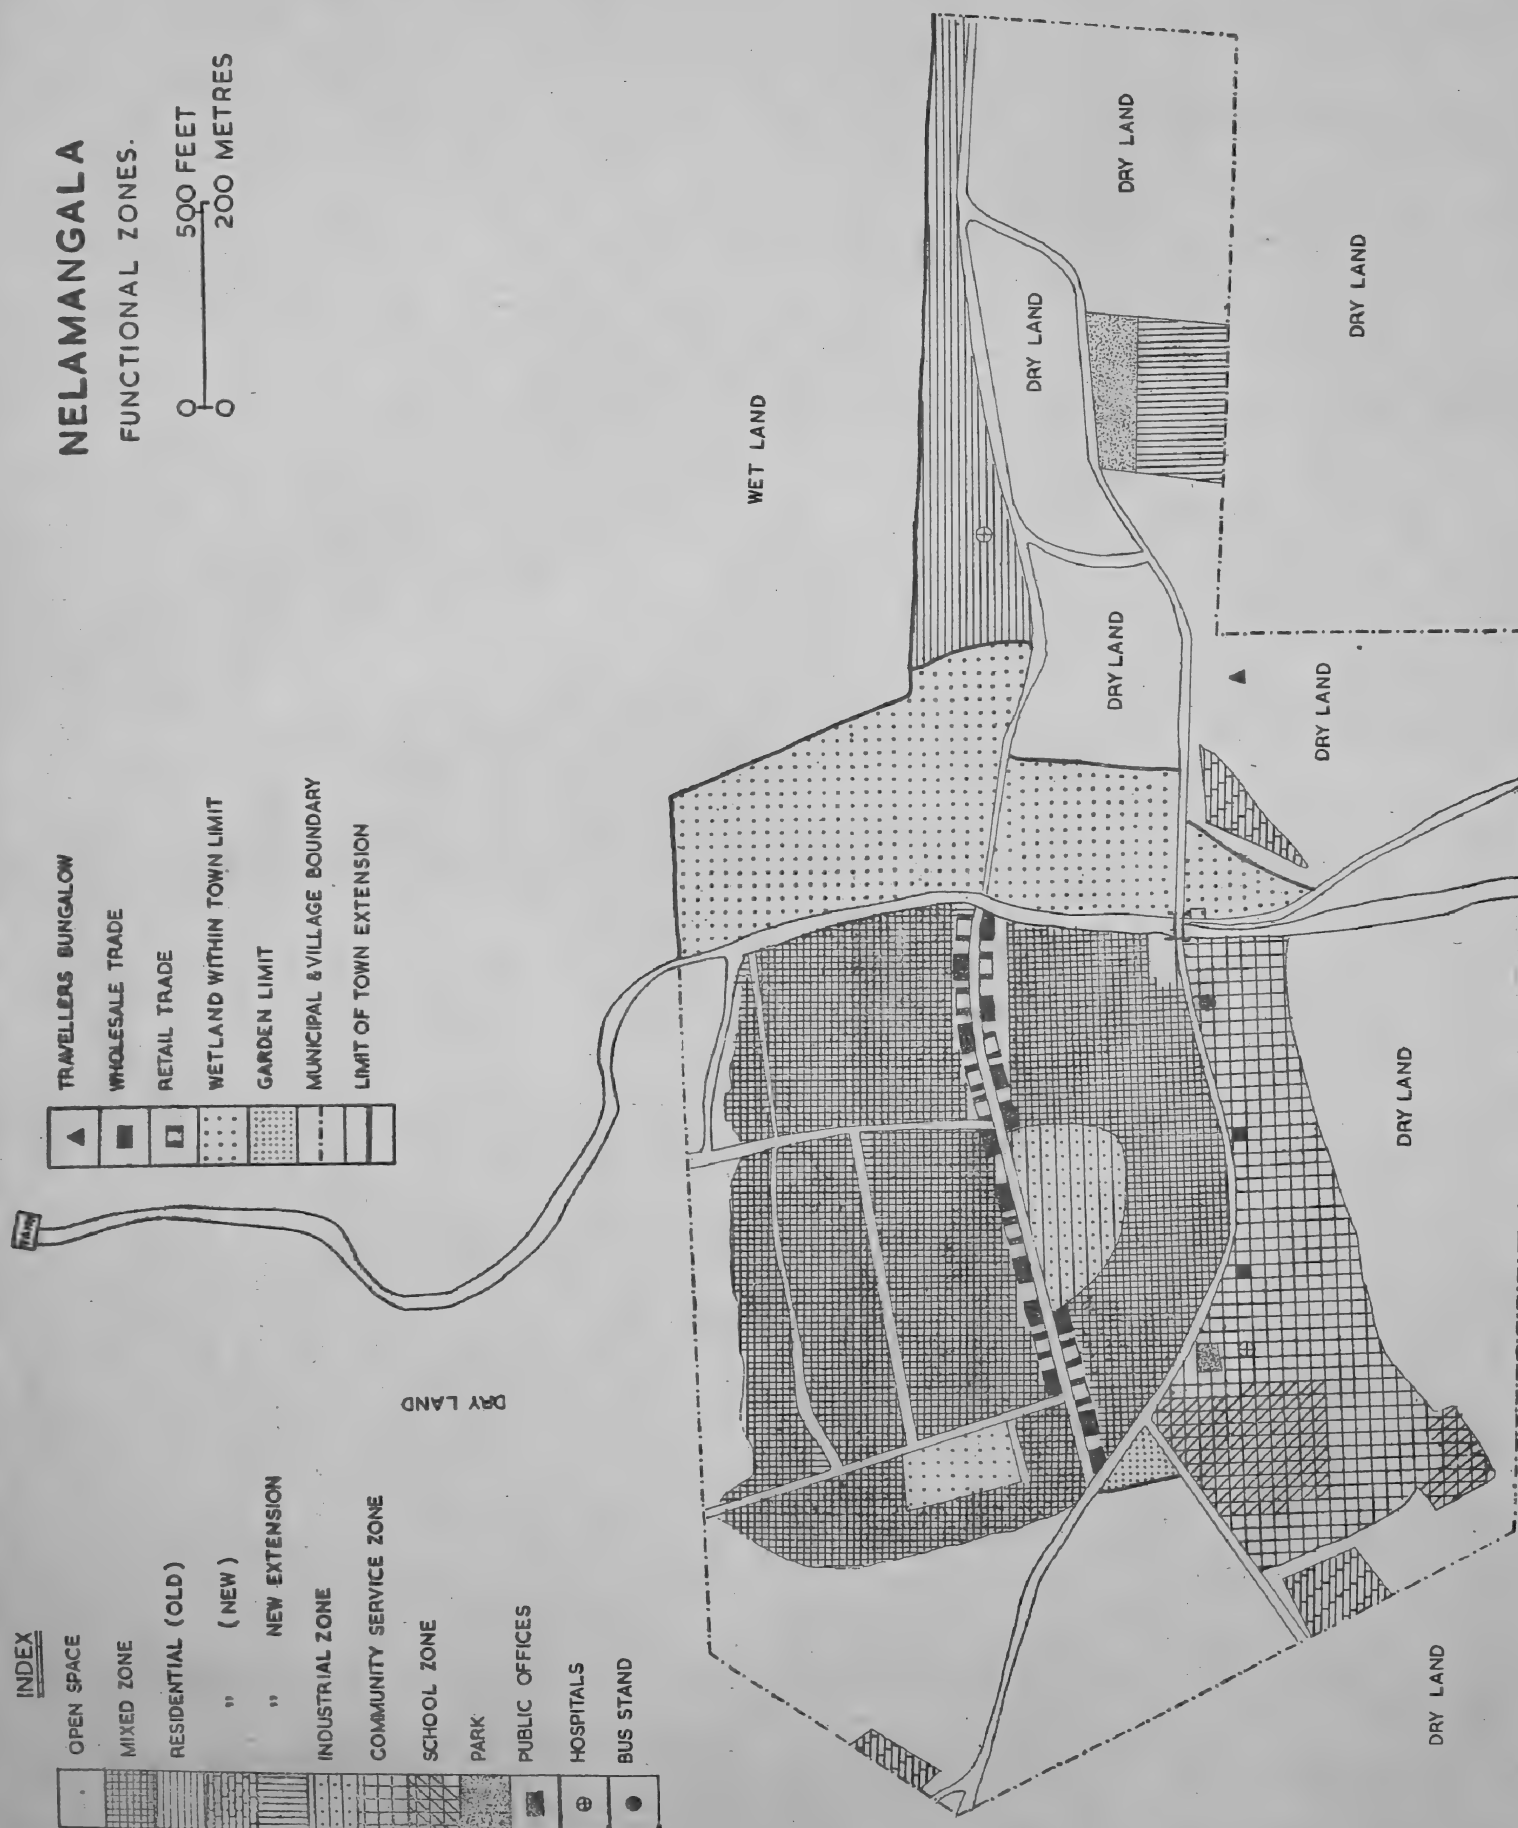 NELAMANGALA
FUNCTIONAL ZONES.
0 500 FEET
0 200 METRES
INDEX
OPEN SPACE
MIXED ZONE
RESIDENTIAL (OLD)
" (NEW)
" NEW EXTENSION
INDUSTRIAL ZONE
COMMUNITY SERVICE ZONE
SCHOOL ZONE
PARK
PUBLIC OFFICES
HOSPITALS
BUS STAND
TRAVELLERS BUNGALOW
WHOLESALE TRADE
RETAIL TRADE
WETLAND WITHIN TOWN LIMIT
GARDEN LIMIT
MUNICIPAL & VILLAGE BOUNDARY
LIMIT OF TOWN EXTENSION
TANK
DRY LAND
WET LAND
DRY LAND
DRY LAND
DRY LAND
DRY LAND
DRY LAND
DRY LAND
DRY LAND